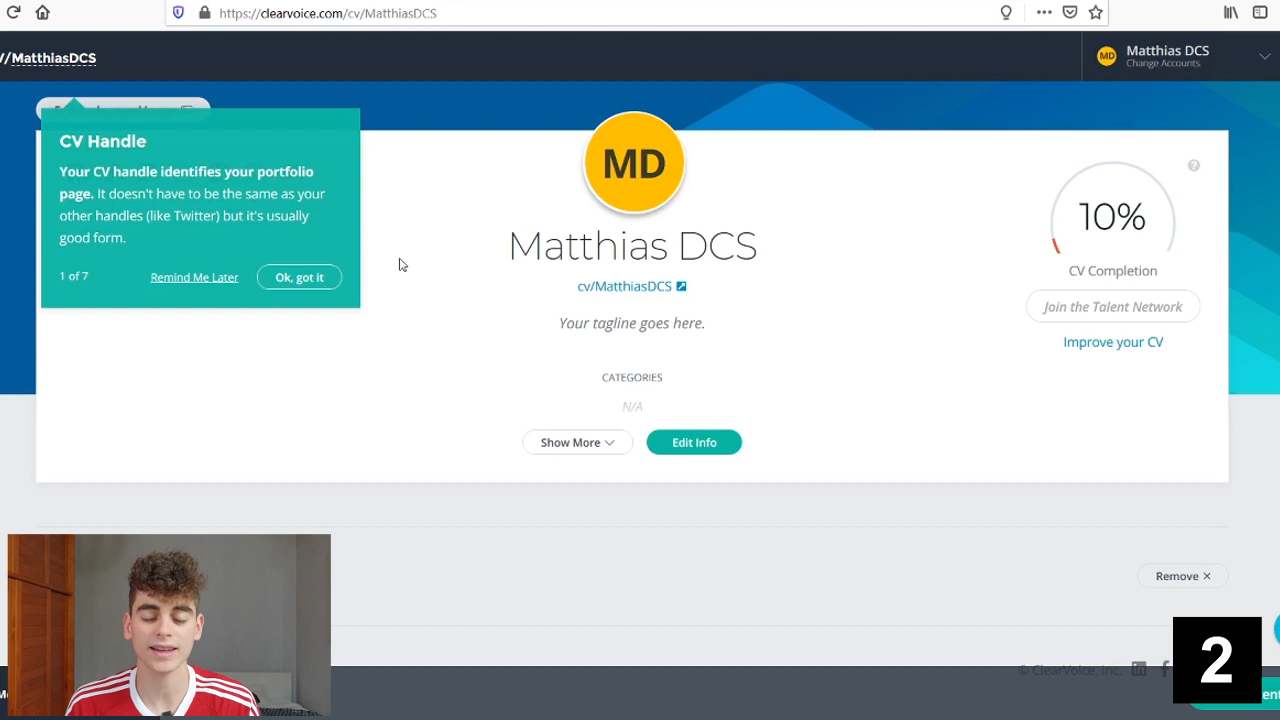 https://clearvoice.com/cv/MatthiasDCS
/MatthiasDCS
MD
Matthias DCS
Change Accounts
CV Handle
Your CV handle identifies your portfolio
page. It doesn't have to be the same as your
other handles (like Twitter) but it's usually
good form.
1 of 7
Remind Me Later
Ok, got it
MD
Matthias DCS
cv/MatthiasDCS
Your tagline goes here.
CATEGORIES
N/A
Show More
Edit Info
?
10%
CV Completion
Join the Talent Network
Improve your CV
Remove ×
© ClearVoice, Inc.
2